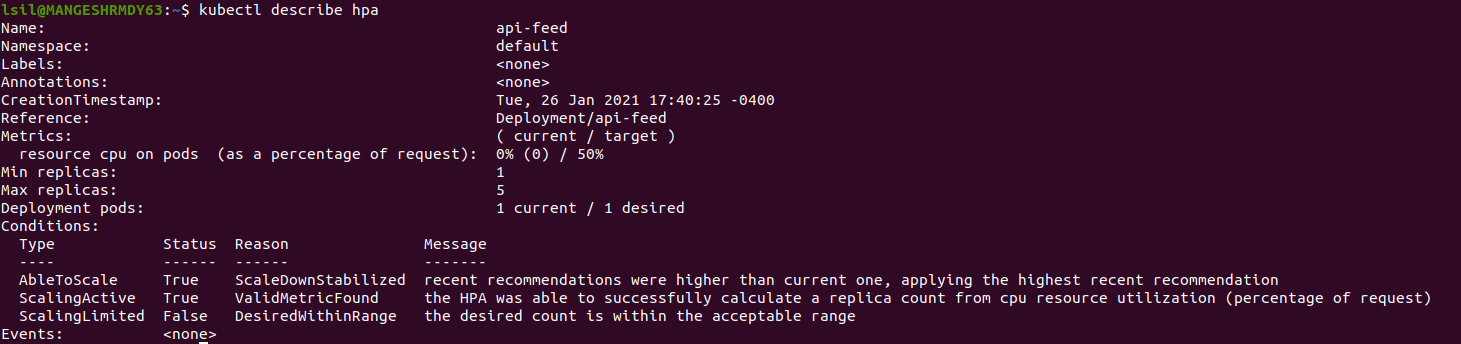 lsil@MANGESHRMDY63:~$ kubectl describe hpa
Name:                                                  api-feed
Namespace:                                             default
Labels:                                                <none>
Annotations:                                           <none>
CreationTimestamp:                                     Tue, 26 Jan 2021 17:40:25 -0400
Reference:                                             Deployment/api-feed
Metrics:                                               ( current / target )
  resource cpu on pods  (as a percentage of request):  0% (0) / 50%
Min replicas:                                          1
Max replicas:                                          5
Deployment pods:                                       1 current / 1 desired
Conditions:
  Type            Status  Reason               Message
  ----            ------  ------               -------
  AbleToScale     True    ScaleDownStabilized  recent recommendations were higher than current one, applying the highest recent recommendation
  ScalingActive   True    ValidMetricFound     the HPA was able to successfully calculate a replica count from cpu resource utilization (percentage of request)
  ScalingLimited  False   DesiredWithinRange   the desired count is within the acceptable range
Events:           <none>